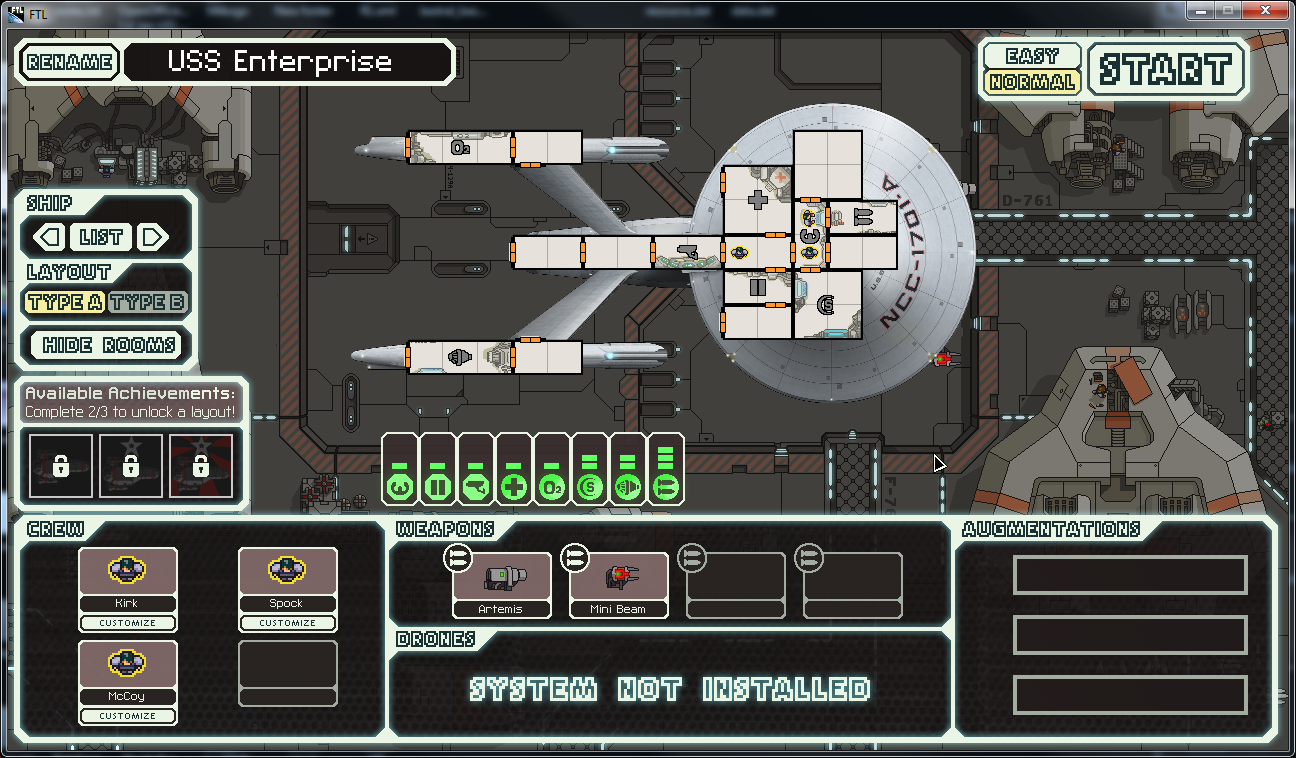 FTL
RENAME
USS Enterprise
EASY
NORMAL
START
SHIP
LIST
LAYOUT
TYPE A
TYPE B
HIDE ROOMS
Available Achievements:
Complete 2/3 to unlock a layout!
O2
NCC-1701-A
D-761
O2
CREW
Kirk
CUSTOMIZE
Spock
CUSTOMIZE
McCoy
CUSTOMIZE
WEAPONS
Artemis
Mini Beam
DRONES
SYSTEM NOT INSTALLED
AUGMENTATIONS